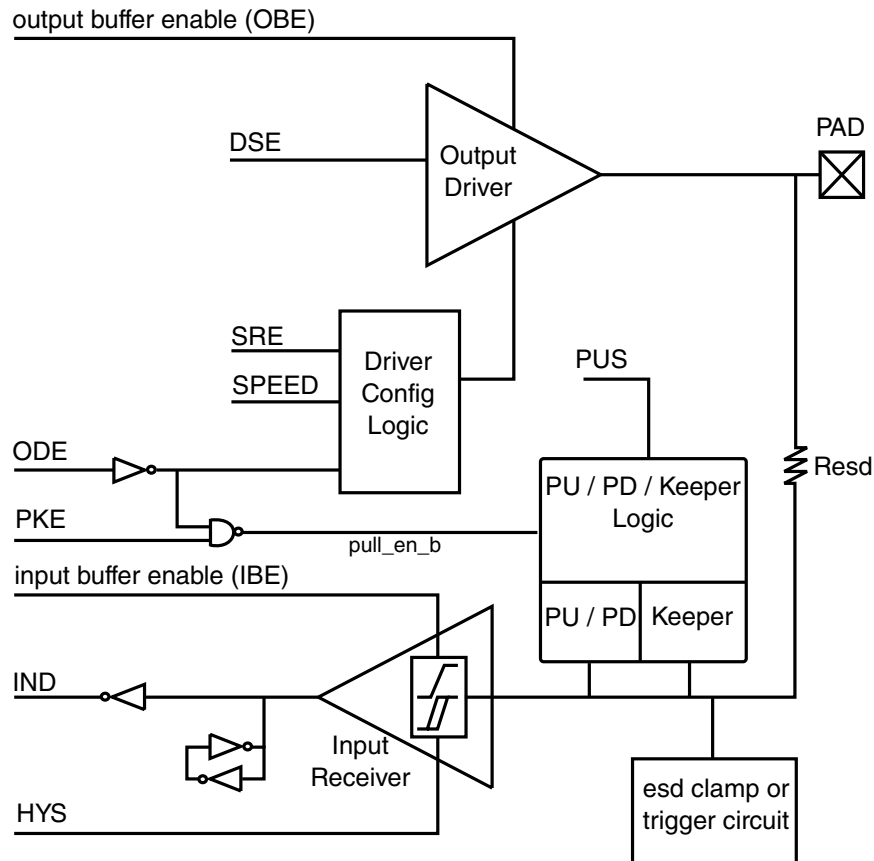 output buffer enable (OBE)
PAD
DSE
Output
Driver
SRE
SPEED
Driver
Config
Logic
PUS
ODE
PKE
pull_en_b
PU / PD / Keeper
Logic
Resd
input buffer enable (IBE)
PU / PD
Keeper
IND
Input
Receiver
HYS
esd clamp or
trigger circuit